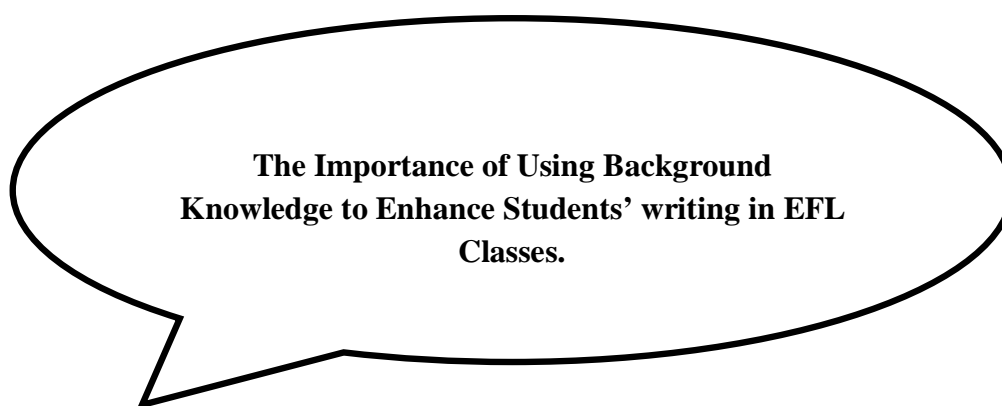 The Importance of Using Background
Knowledge to Enhance Students’ writing in EFL
Classes.